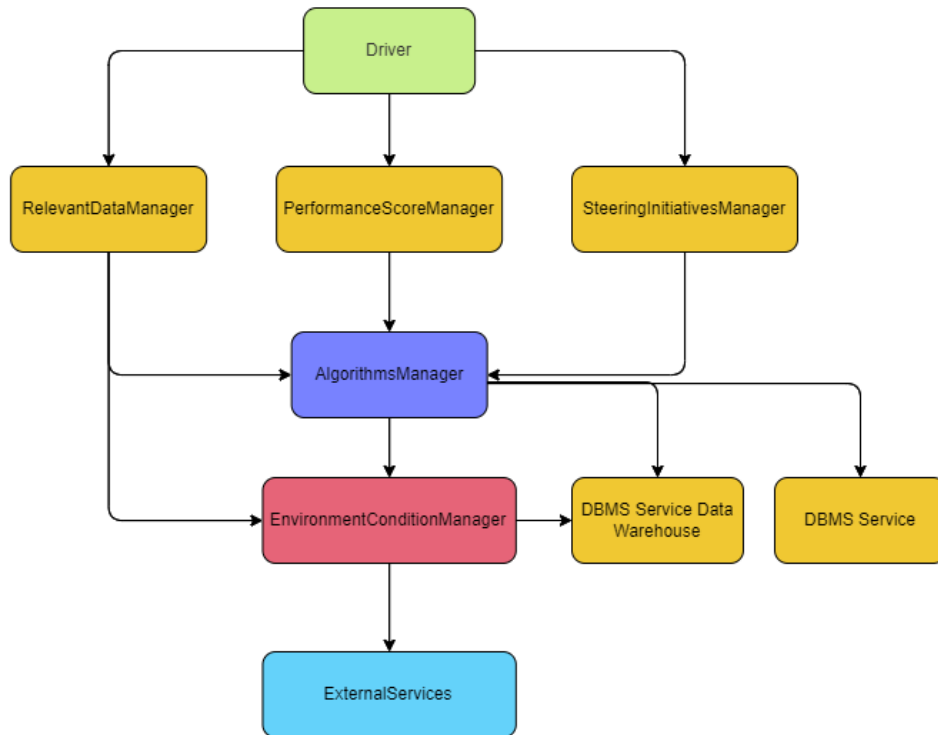 Driver
RelevantDataManager
PerformanceScoreManager
SteeringInitiativesManager
AlgorithmsManager
EnvironmentConditionManager
DBMS Service Data
Warehouse
DBMS Service
ExternalServices